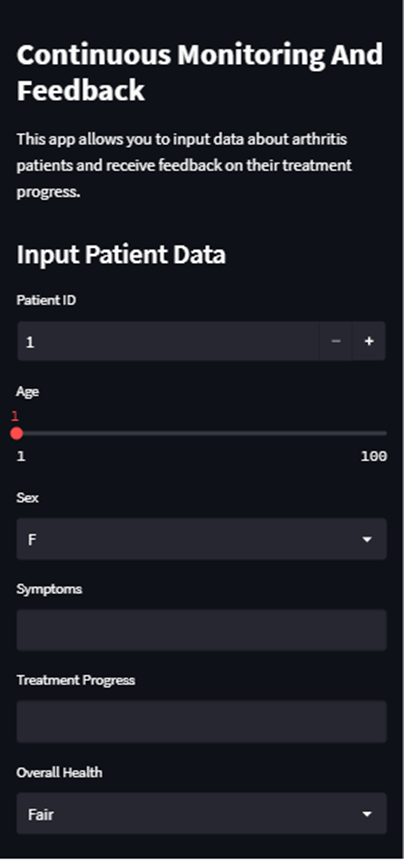 Continuous Monitoring And
Feedback
This app allows you to input data about arthritis
patients and receive feedback on their treatment
progress.
Input Patient Data
Patient ID
1 − +
Age
1
1 100
Sex
F
Symptoms
Treatment Progress
Overall Health
Fair